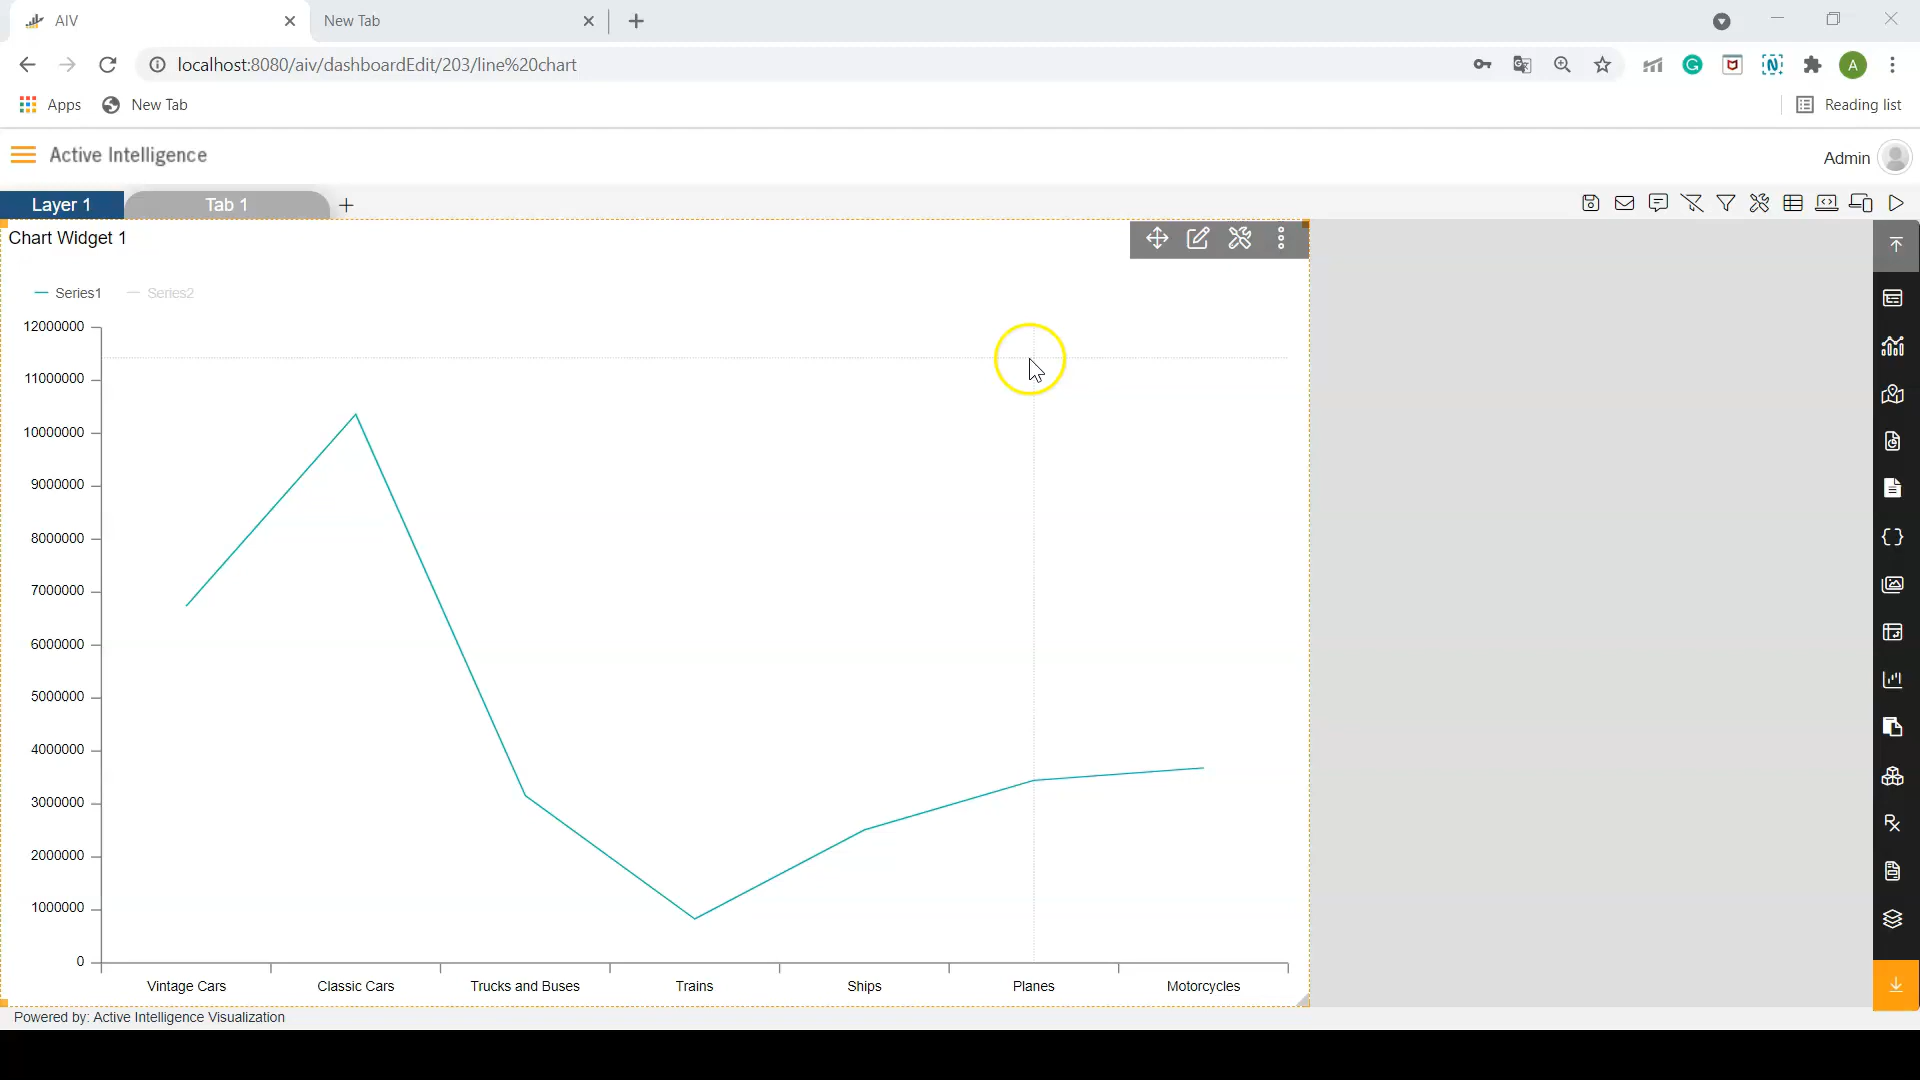 AIV
New Tab
localhost:8080/aiv/dashboardEdit/203/line%20chart
A
Apps
New Tab
Reading list
Active Intelligence
Admin
Layer 1
Tab 1
Chart Widget 1
Series1
Series2
12000000
11000000
10000000
9000000
8000000
7000000
6000000
5000000
4000000
3000000
2000000
1000000
0
Vintage Cars
Classic Cars
Trucks and Buses
Trains
Ships
Planes
Motorcycles
Powered by: Active Intelligence Visualization